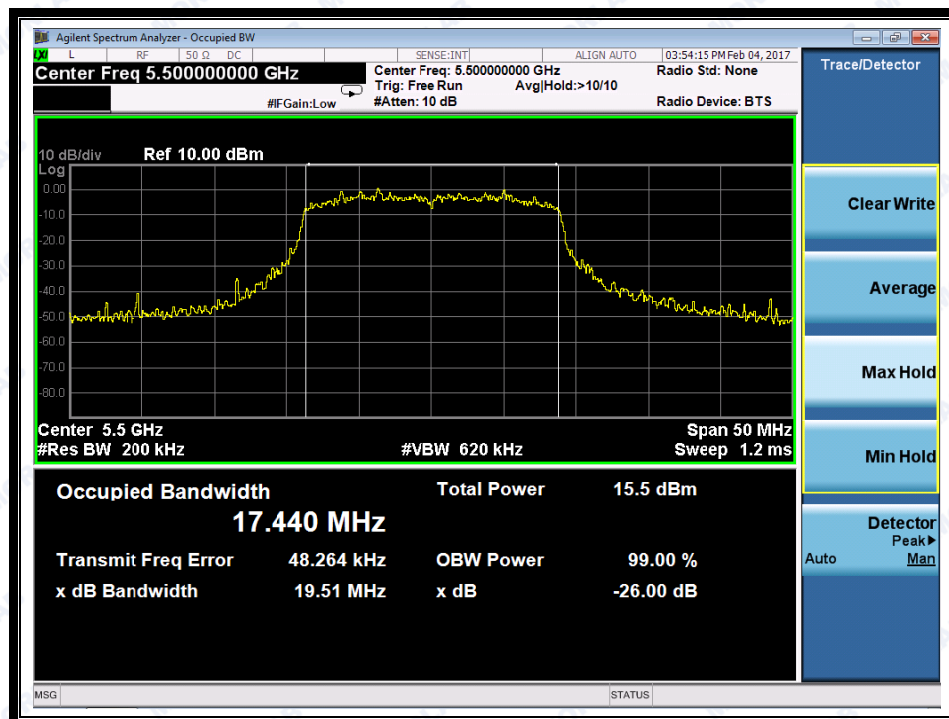 Agilent Spectrum Analyzer - Occupied BW
LXI L RF 50 Ω DC SENSE:INT ALIGN AUTO 03:54:15 PM Feb 04, 2017
Center Freq 5.500000000 GHz
Center Freq: 5.500000000 GHz Radio Std: None
Trig: Free Run Avg|Hold:>10/10
#IFGain:Low #Atten: 10 dB Radio Device: BTS
Trace/Detector
10 dB/div Ref 10.00 dBm
Log
0.00
-10.0
-20.0
-30.0
-40.0
-50.0
-60.0
-70.0
-80.0
Center 5.5 GHz Span 50 MHz
#Res BW 200 kHz #VBW 620 kHz Sweep 1.2 ms
Occupied Bandwidth Total Power 15.5 dBm
17.440 MHz
Transmit Freq Error 48.264 kHz OBW Power 99.00 %
x dB Bandwidth 19.51 MHz x dB -26.00 dB
Clear Write
Average
Max Hold
Min Hold
Detector
Peak▶
Auto Man
MSG STATUS